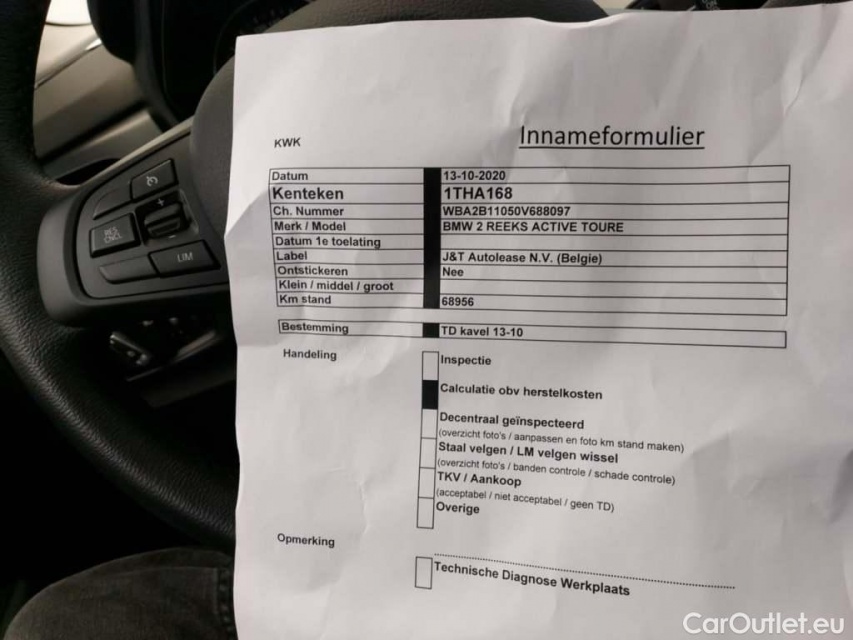 KWK
Innameformulier
Datum 13-10-2020
Kenteken 1THA168
Ch. Nummer WBA2B11050V688097
Merk / Model BMW 2 REEKS ACTIVE TOURE
Datum 1e toelating
Label J&T Autolease N.V. (Belgie)
Ontstickeren Nee
Klein / middel / groot
Km stand 68956
Bestemming TD kavel 13-10
Handeling Inspectie
Calculatie obv herstelkosten
Decentraal geïnspecteerd
(overzicht foto's / aanpassen en foto km stand maken)
Staal velgen / LM velgen wissel
(overzicht foto's / banden controle / schade controle)
TKV / Aankoop
(acceptabel / niet acceptabel / geen TD)
Overige
Opmerking
Technische Diagnose Werkplaats
RES
CNCL
+
LIM
CarOutlet.eu